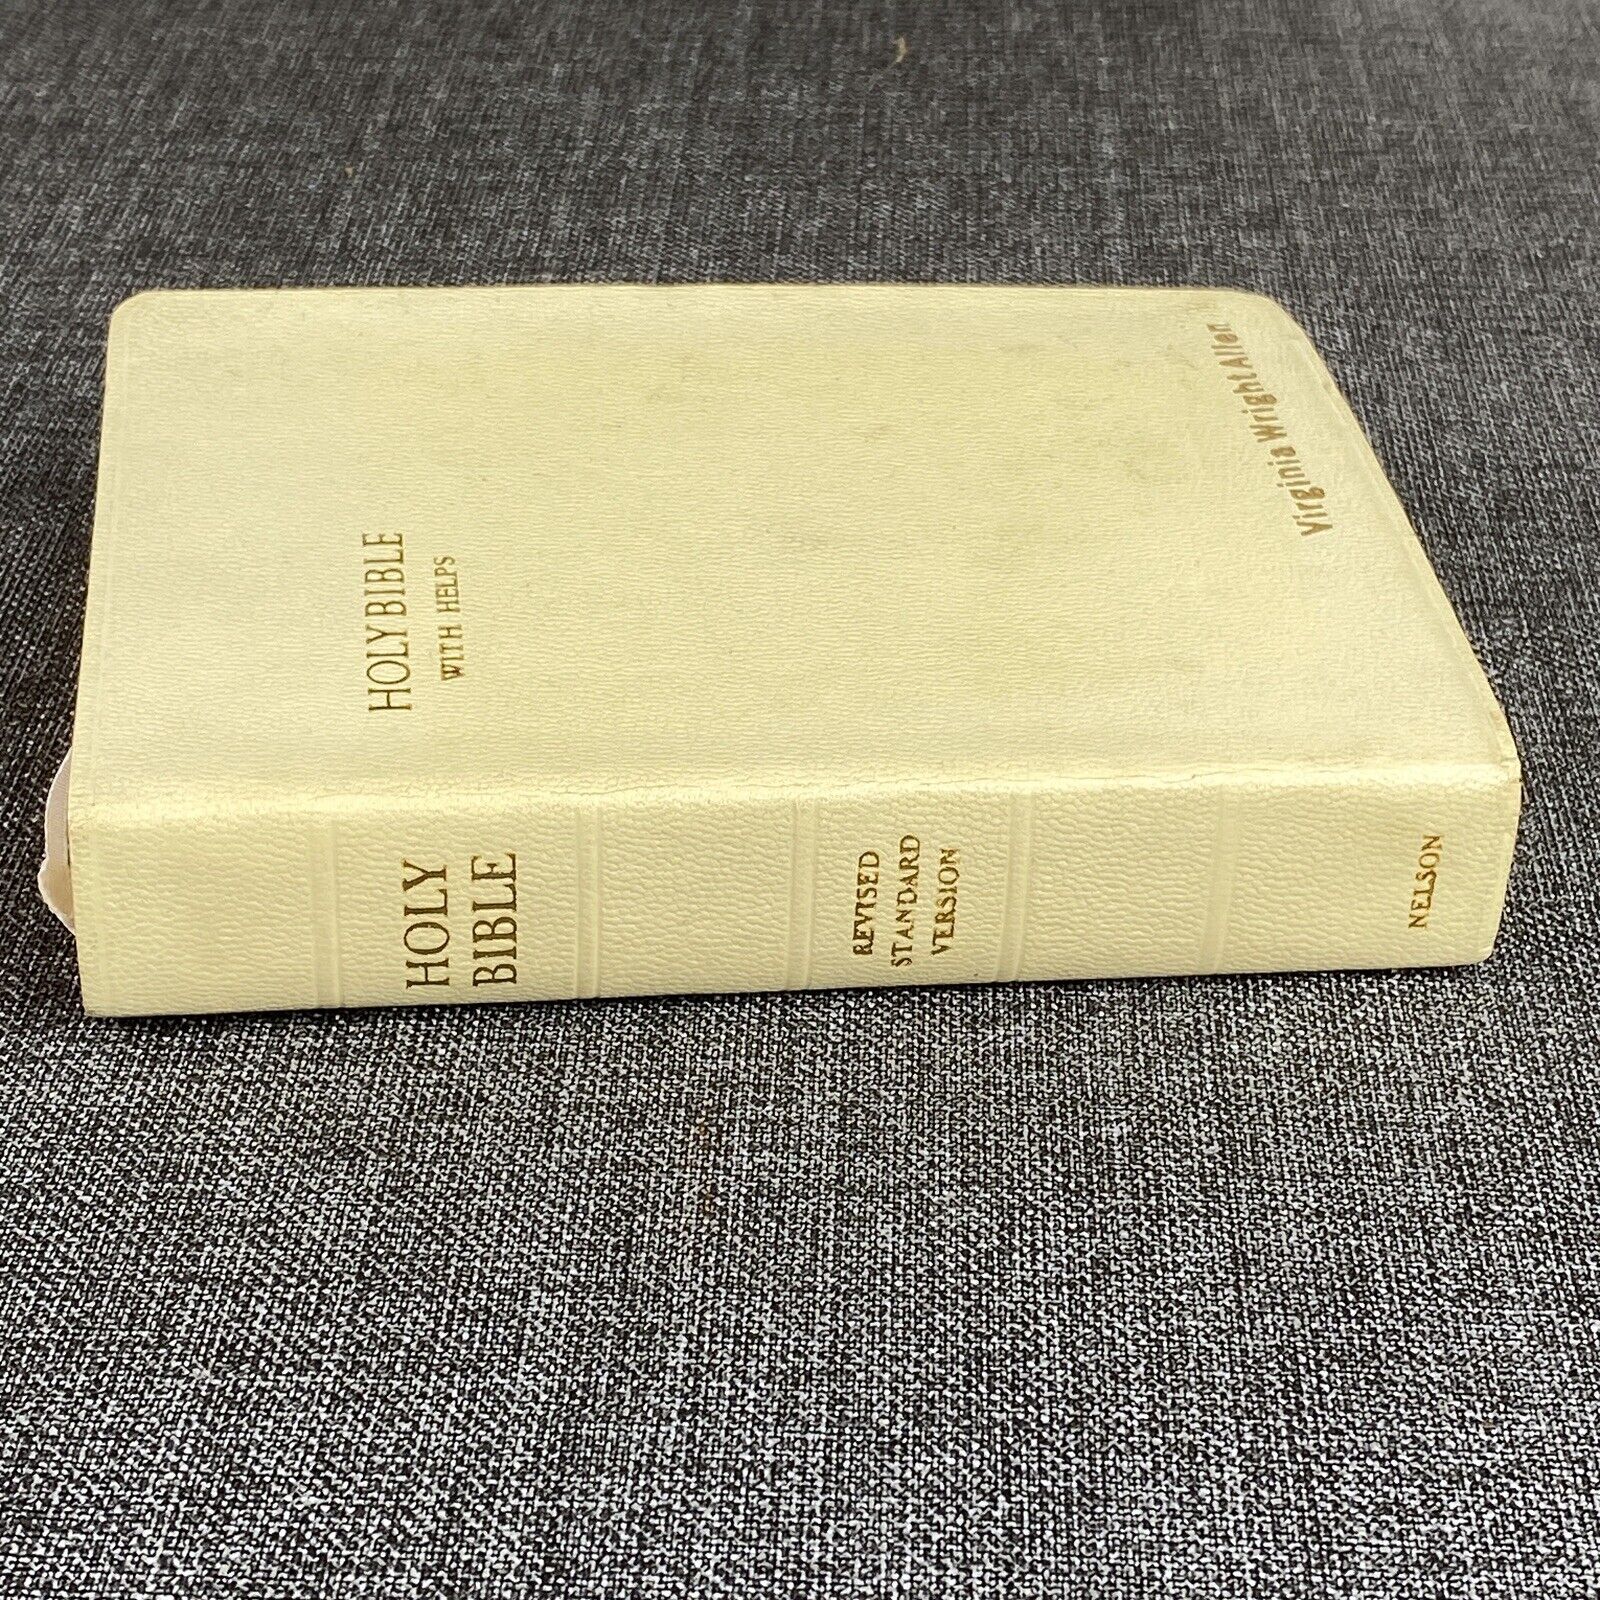 HOLY BIBLE
WITH HELPS
Virginia Wright Allen
HOLY
BIBLE
REVISED
STANDARD
VERSION
NELSON